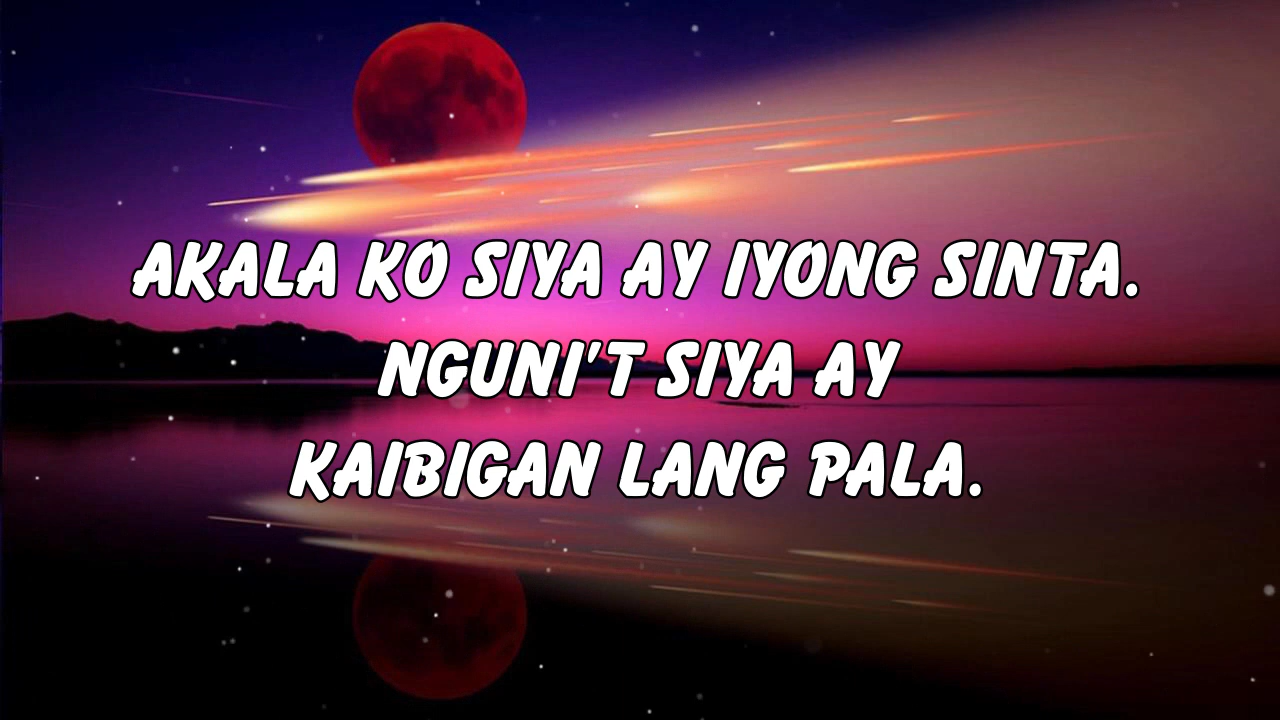 AKALA KO SIYA AY IYONG SINTA.
NGUNI'T SIYA AY
KAIBIGAN LANG PALA.